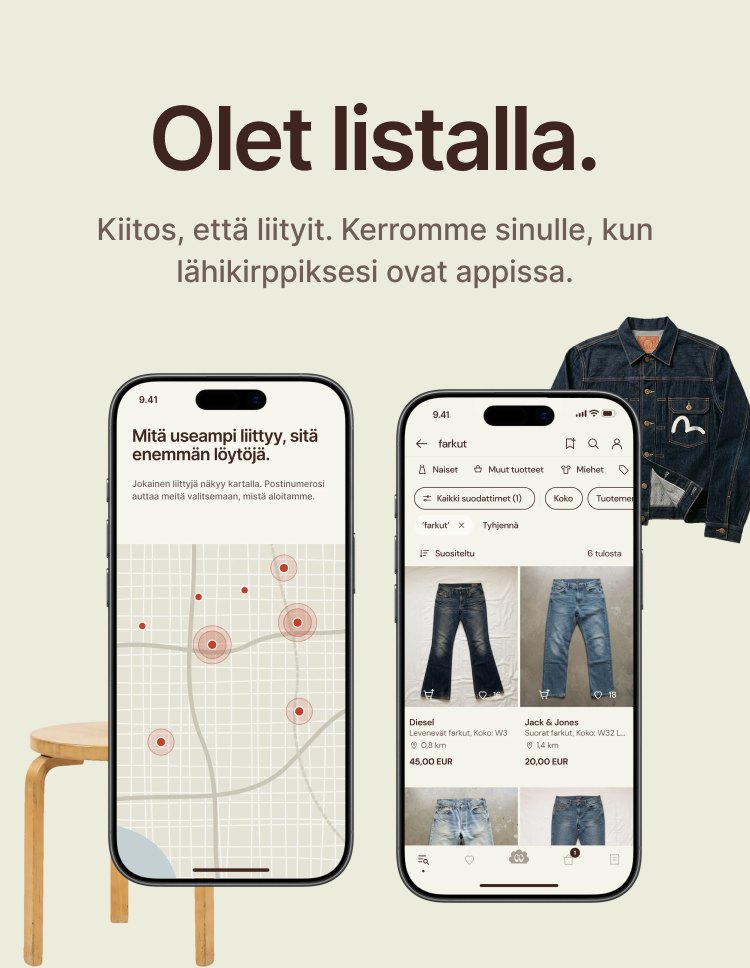 Olet listalla.
Kiitos, että liityit. Kerromme sinulle, kun
lähikirppiksesi ovat appissa.
9.41
Mitä useampi liittyy, sitä
enemmän löytöjä.
Jokainen liittyjä näkyy kartalla. Postinumerosi
auttaa meitä valitsemaan, mistä aloitamme.
9.41
farkut
Naiset
Muut tuotteet
Miehet
Kaikki suodattimet (1)
Koko
Tuotemer
'farkut'
Tyhjennä
Suositeltu
6 tulosta
16
18
Diesel
Levenevät farkut, Koko: W3
0,8 km
45,00 EUR
Jack & Jones
Suorat farkut, Koko: W32 L...
1,4 km
20,00 EUR
1